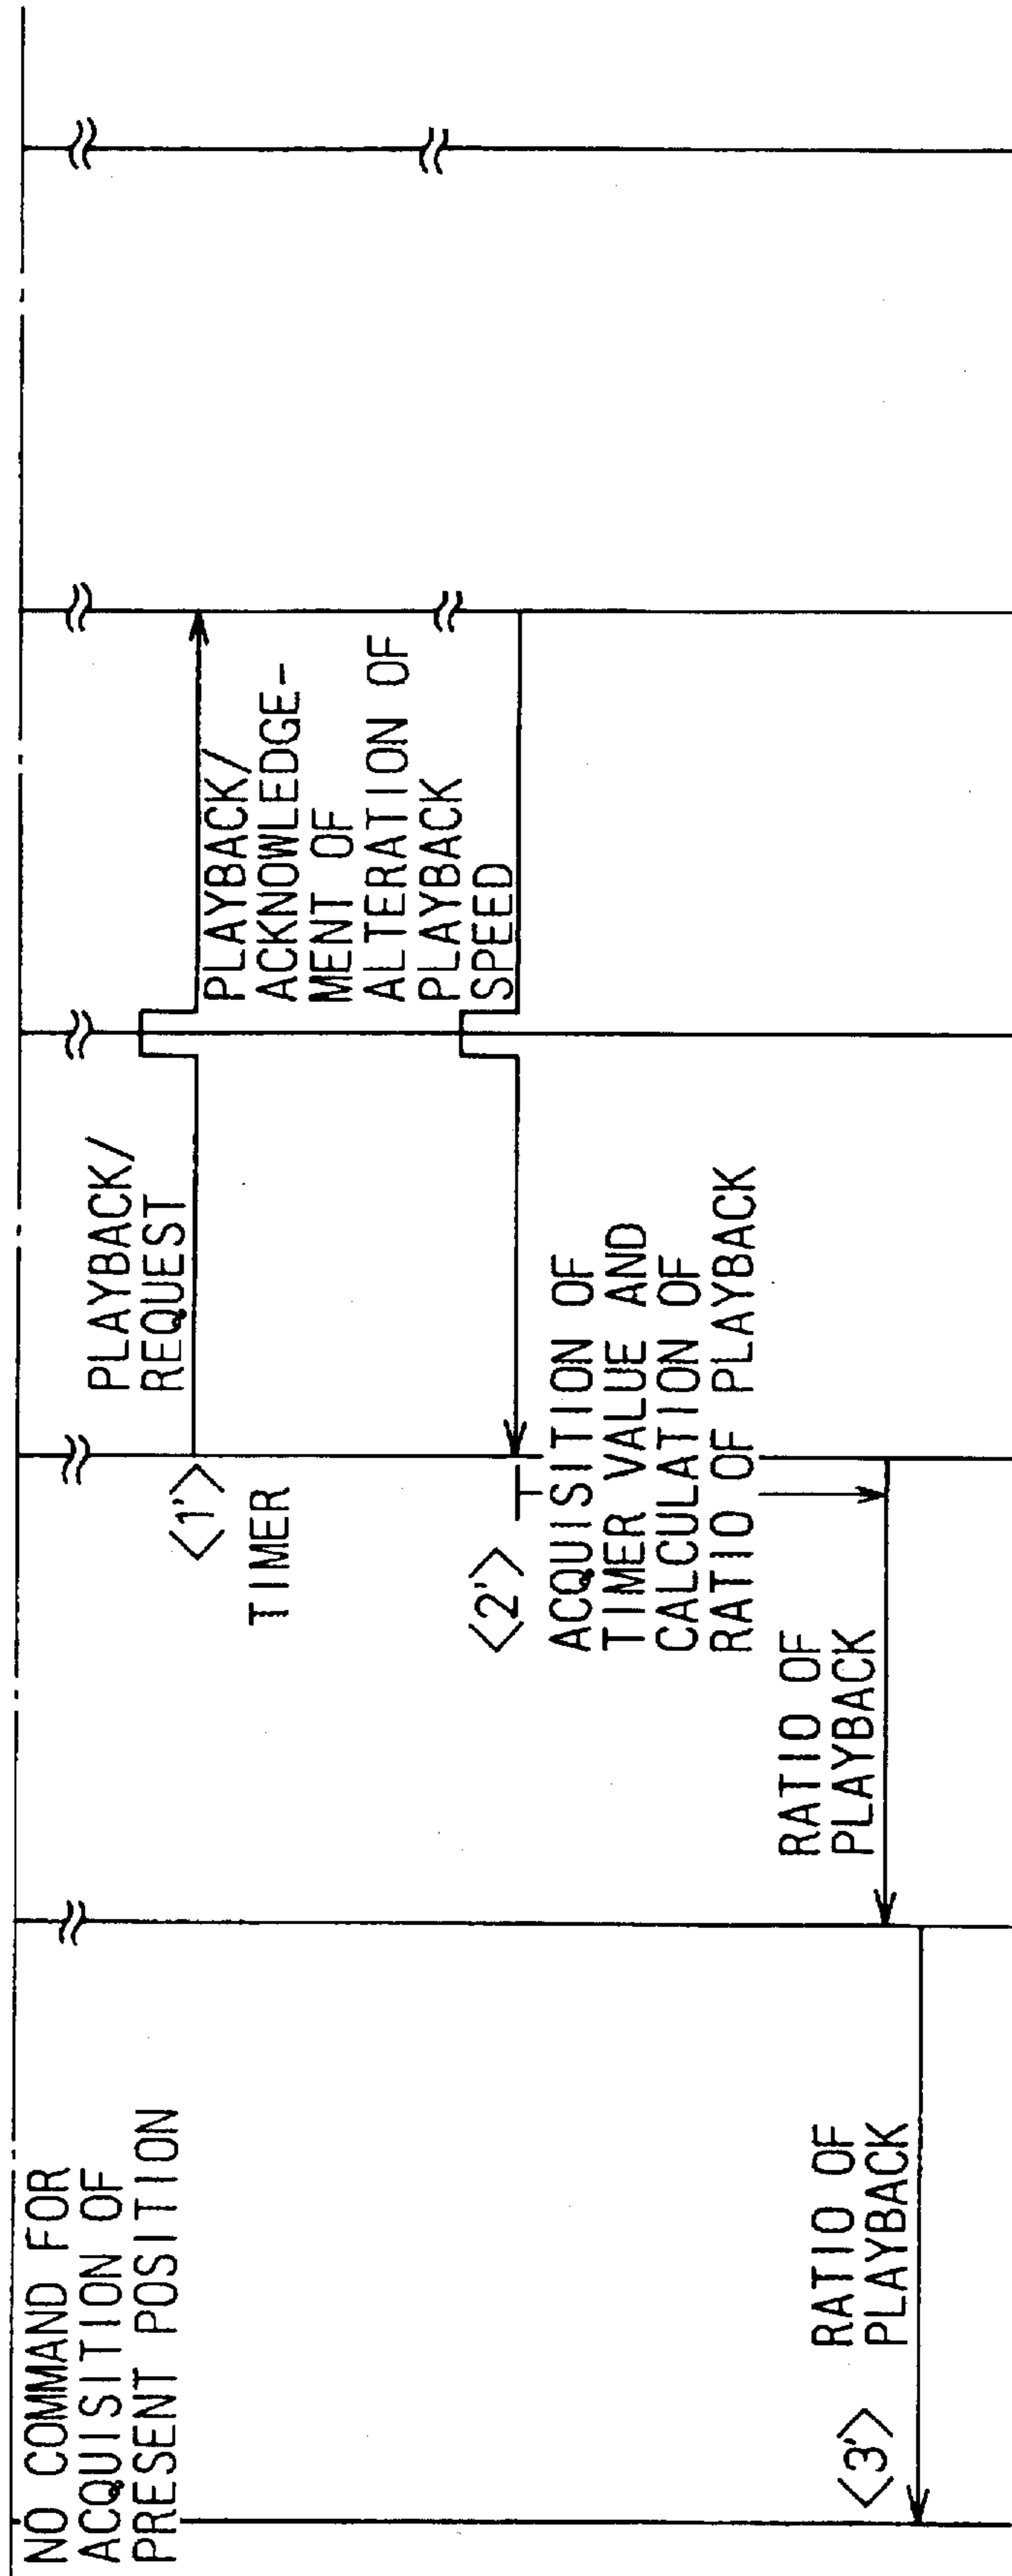 NO COMMAND FOR
ACQUISITION OF
PRESENT POSITION
PLAYBACK/
REQUEST
<1'>
TIMER
PLAYBACK/
ACKNOWLEDGE-
MENT OF
ALTERATION OF
PLAYBACK
SPEED
<2'>
ACQUISITION OF
TIMER VALUE AND
CALCULATION OF
RATIO OF PLAYBACK
RATIO OF
PLAYBACK
<3'>
RATIO OF
PLAYBACK